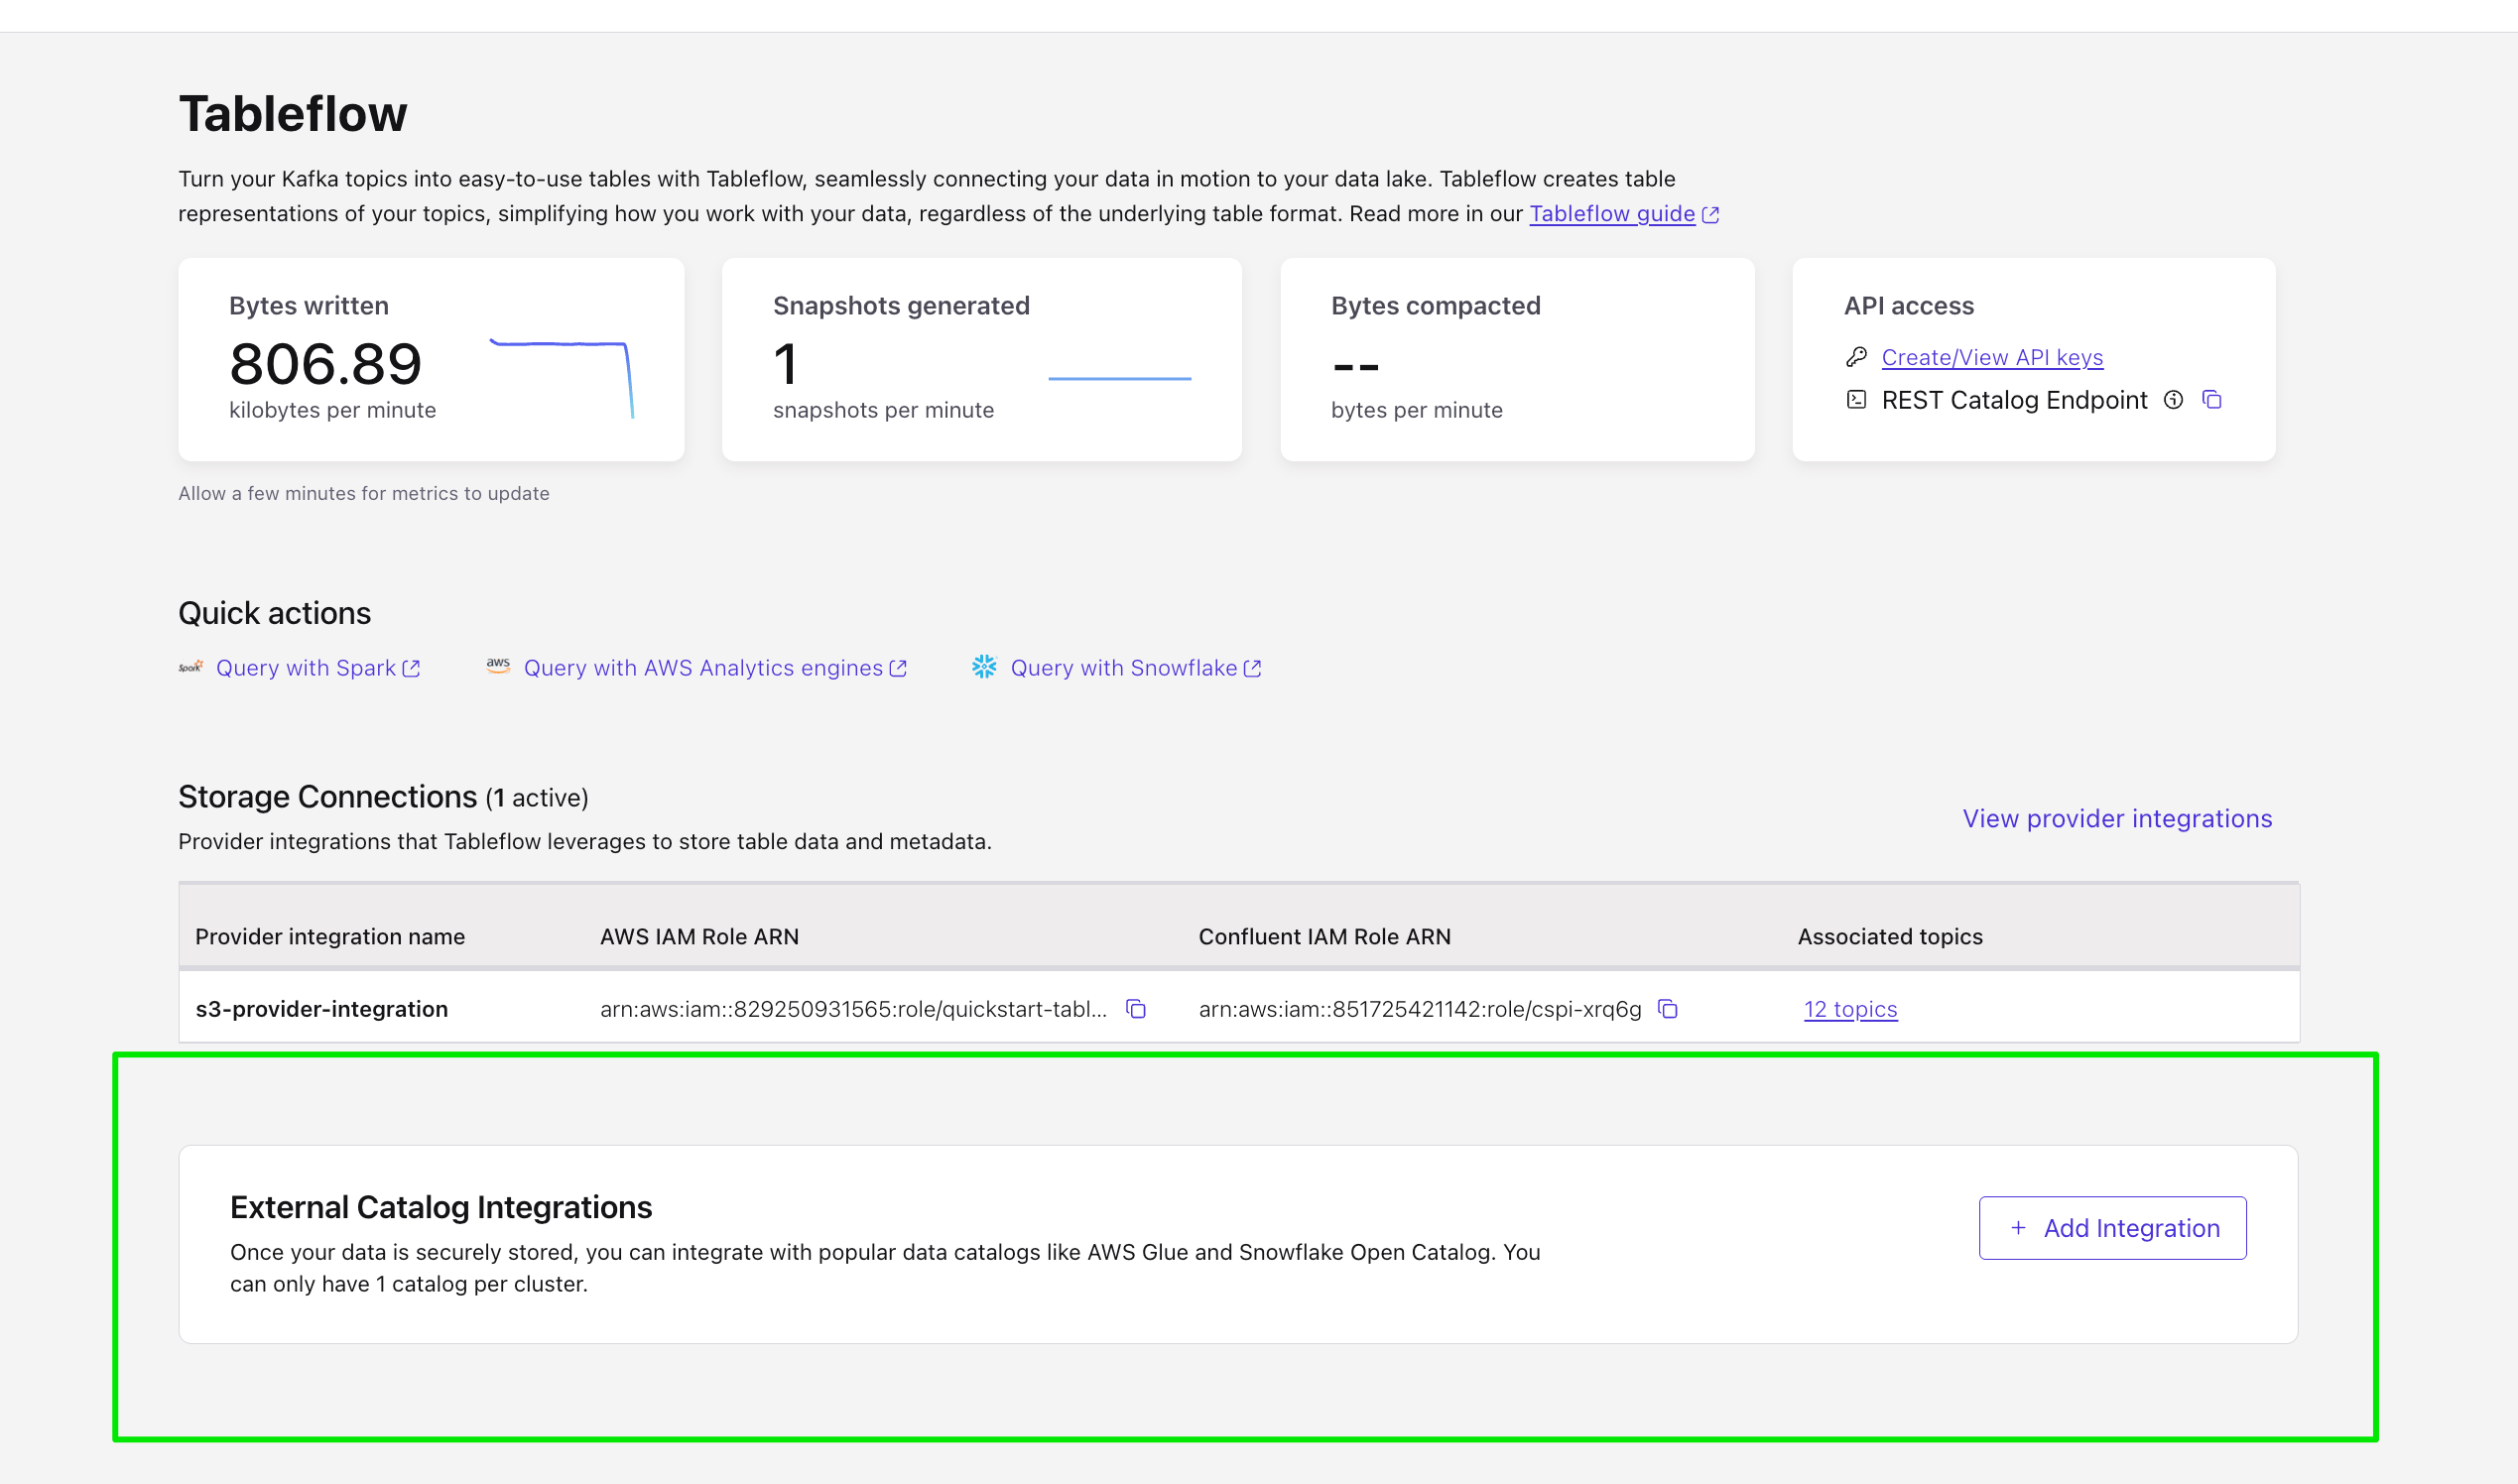 Tableflow
Turn your Kafka topics into easy-to-use tables with Tableflow, seamlessly connecting your data in motion to your data lake. Tableflow creates table
representations of your topics, simplifying how you work with your data, regardless of the underlying table format. Read more in our Tableflow guide
Bytes written
806.89
kilobytes per minute
Snapshots generated
1
snapshots per minute
Bytes compacted
--
bytes per minute
API access
Create/View API keys
REST Catalog Endpoint
Allow a few minutes for metrics to update
Quick actions
Spark Query with Spark
aws Query with AWS Analytics engines
Query with Snowflake
Storage Connections (1 active)
View provider integrations
Provider integrations that Tableflow leverages to store table data and metadata.
Provider integration name AWS IAM Role ARN Confluent IAM Role ARN Associated topics
s3-provider-integration arn:aws:iam::829250931565:role/quickstart-tabl... arn:aws:iam::851725421142:role/cspi-xrq6g 12 topics
External Catalog Integrations
+ Add Integration
Once your data is securely stored, you can integrate with popular data catalogs like AWS Glue and Snowflake Open Catalog. You
can only have 1 catalog per cluster.